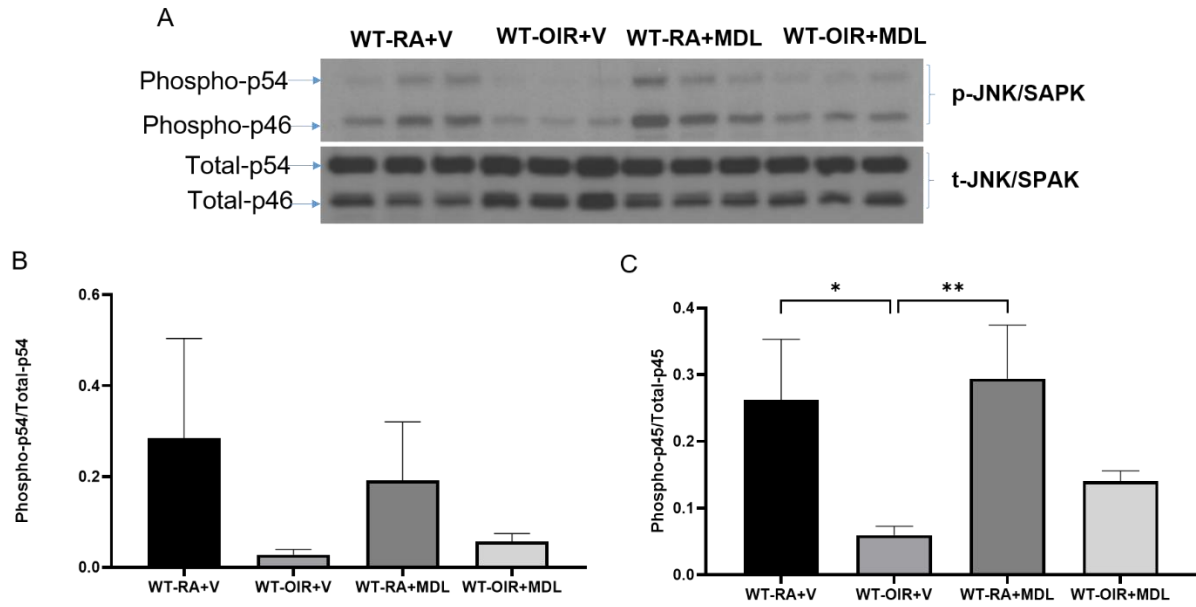 A
WT-RA+V WT-OIR+V WT-RA+MDL WT-OIR+MDL
Phospho-p54
Phospho-p46
p-JNK/SAPK
Total-p54
Total-p46
t-JNK/SPAK
B
Phospho-p54/Total-p54
0.6
0.4
0.2
0.0
WT-RA+V WT-OIR+V WT-RA+MDL WT-OIR+MDL
C
* **
Phospho-p45/Total-p45
0.4
0.3
0.2
0.1
0.0
WT-RA+V WT-OIR+V WT-RA+MDL WT-OIR+MDL